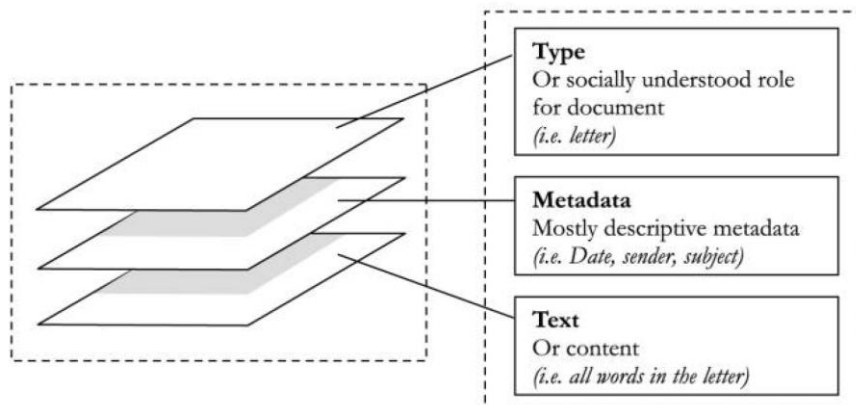 Type
Or socially understood role
for document
(i.e. letter)
Metadata
Mostly descriptive metadata
(i.e. Date, sender, subject)
Text
Or content
(i.e. all words in the letter)